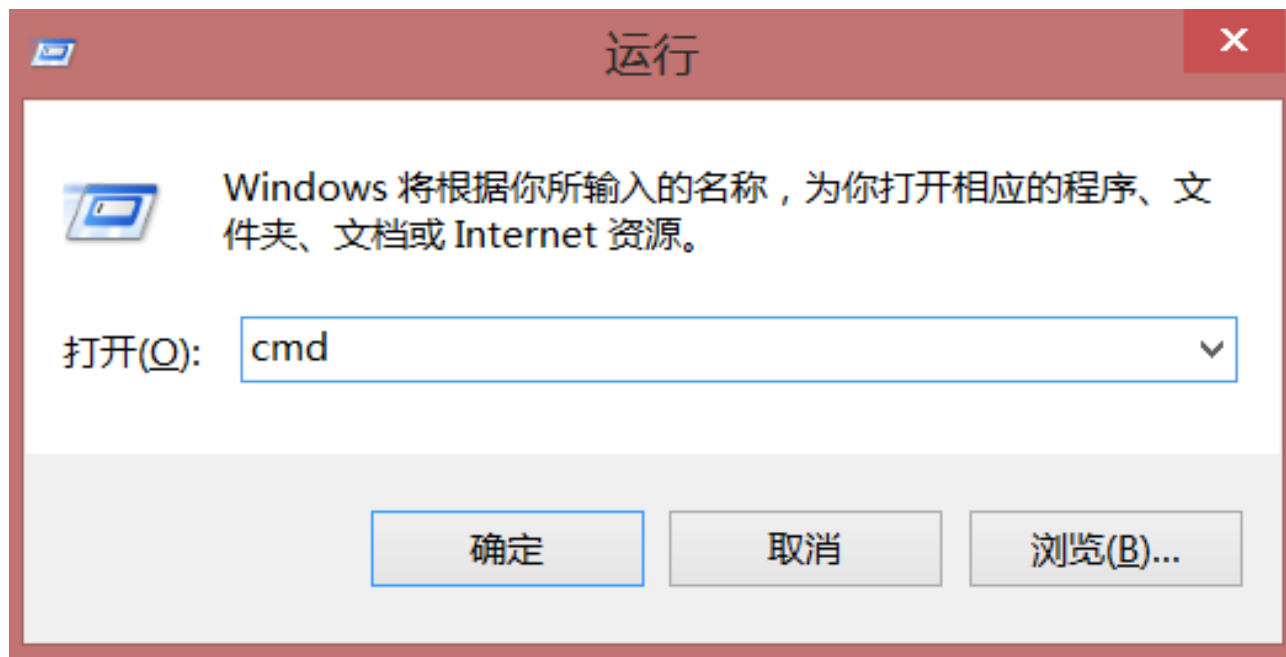 运行
Windows 将根据你所输入的名称，为你打开相应的程序、文
件夹、文档或 Internet 资源。
打开(O): cmd
确定 取消 浏览(B)...